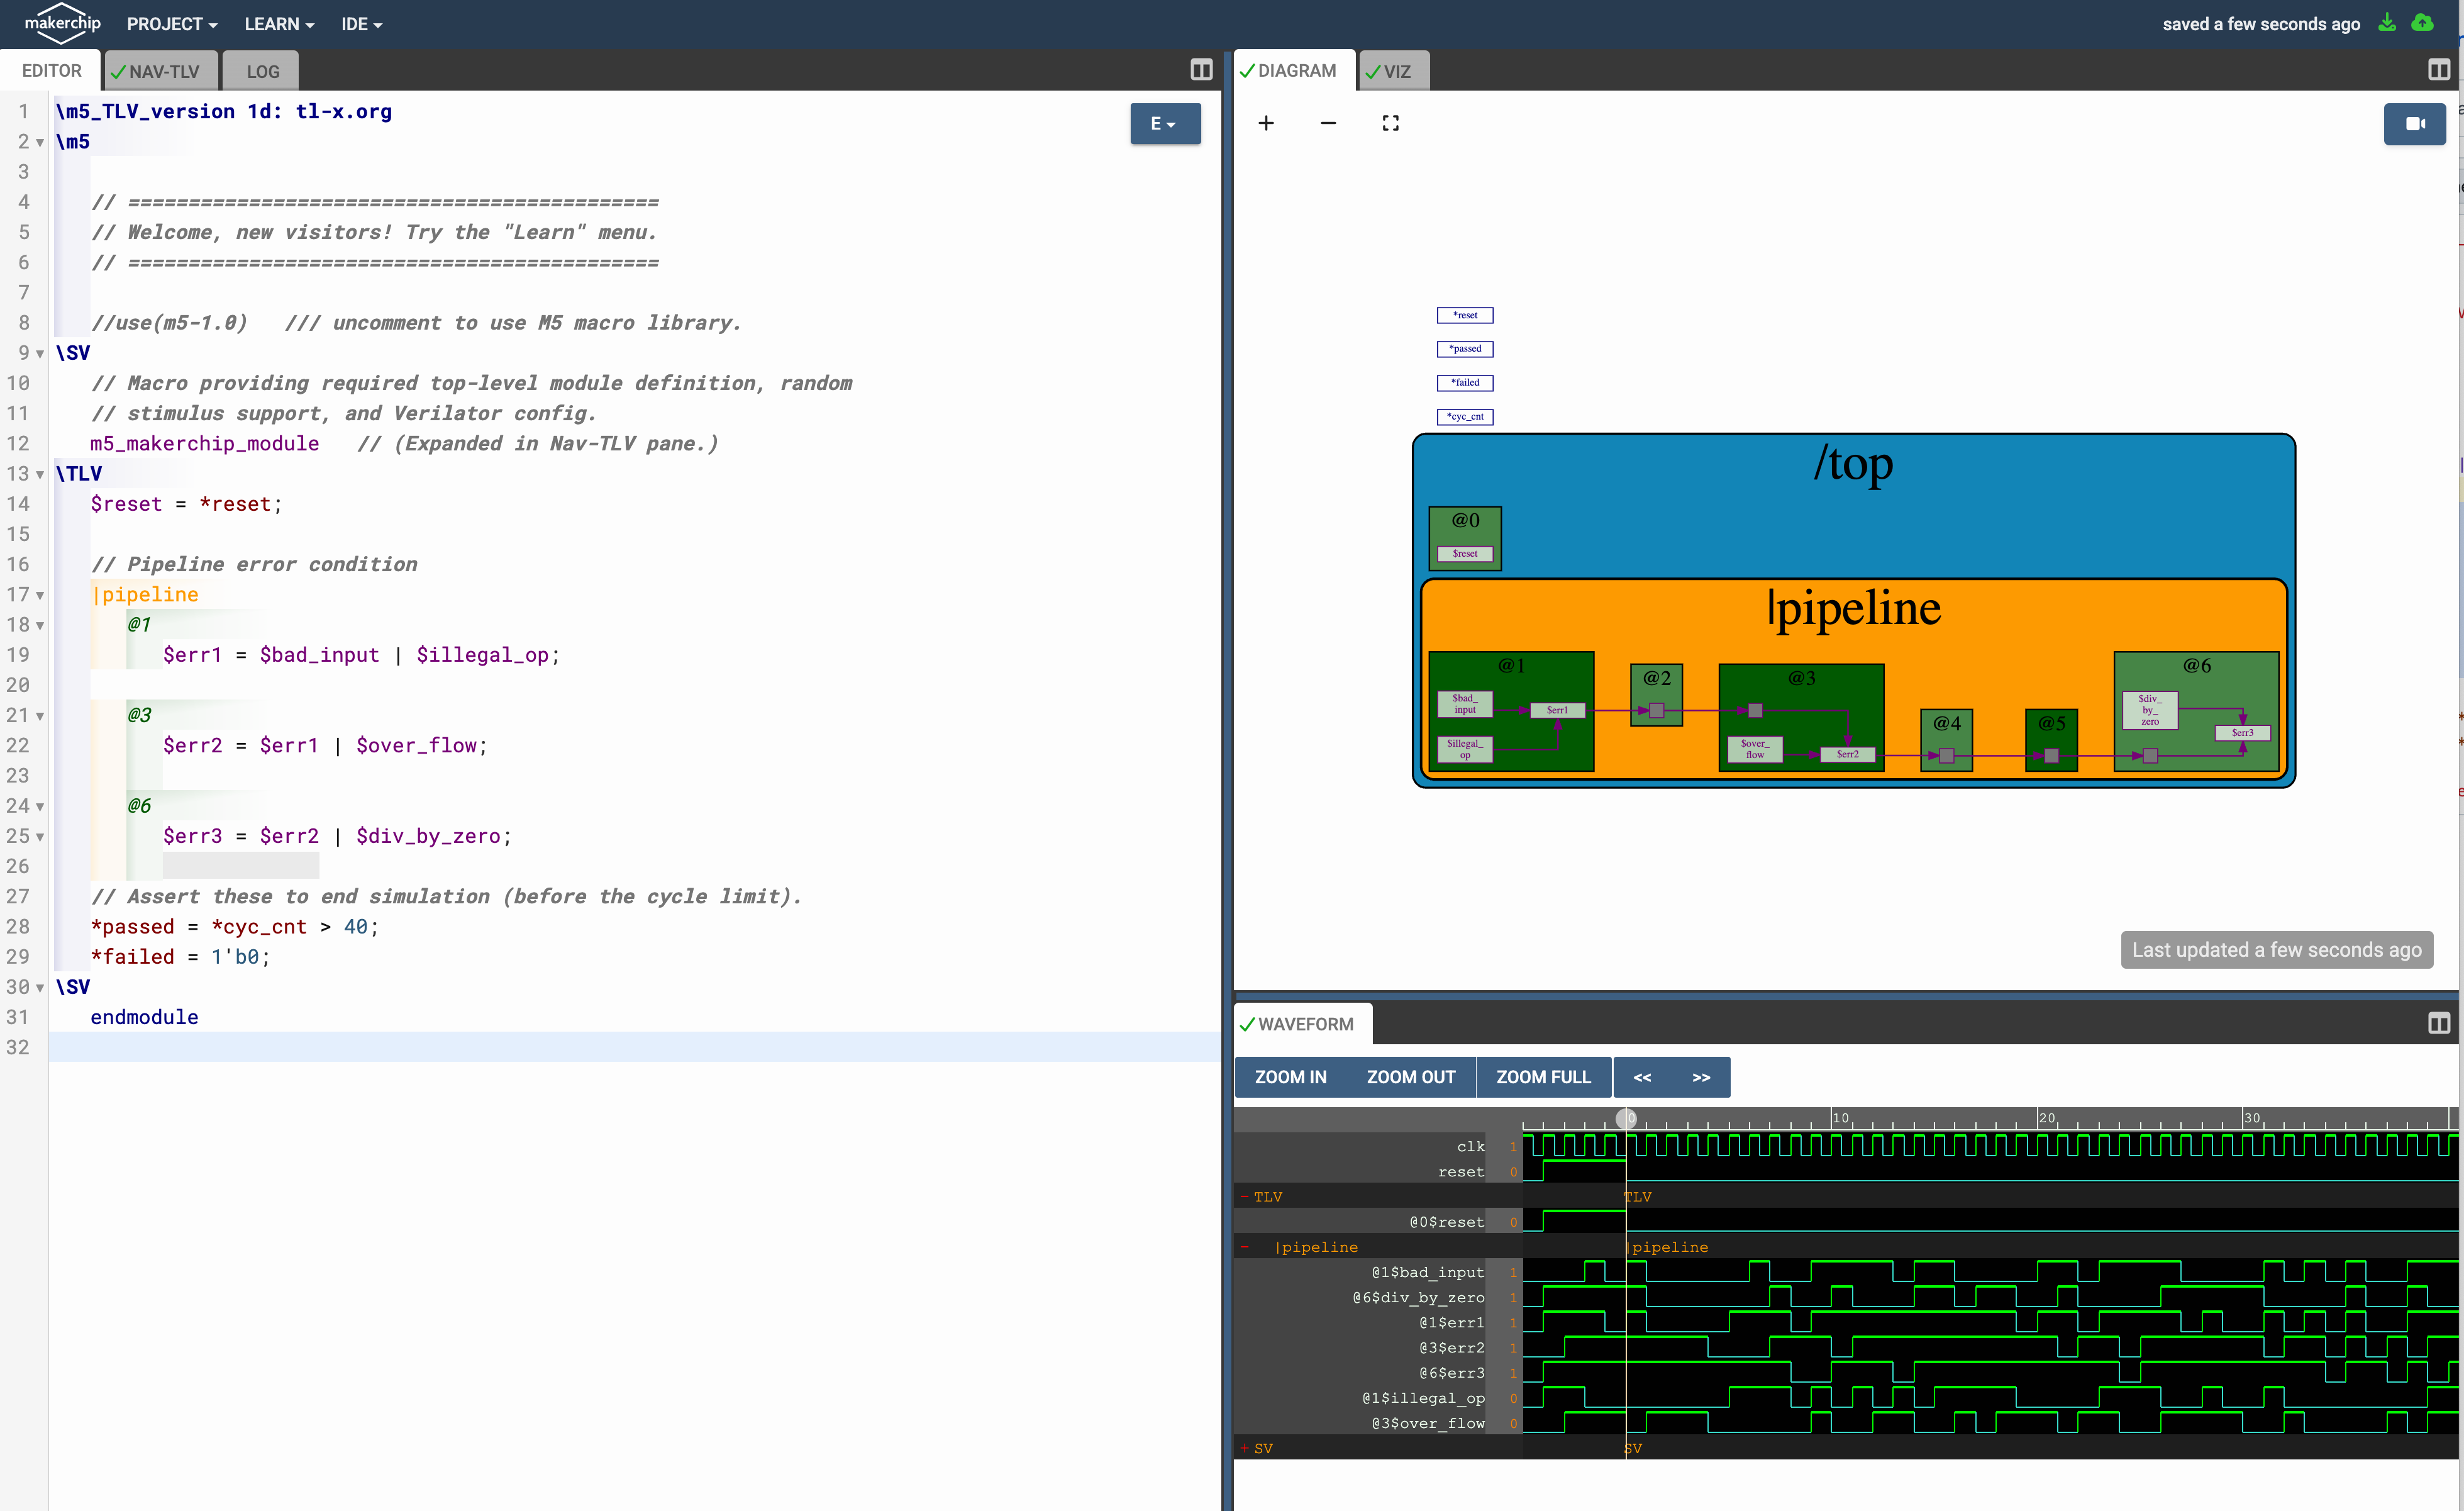 makerchip PROJECT LEARN IDE saved a few seconds ago
EDITOR NAV-TLV LOG
1 \m5_TLV_version 1d: tl-x.org
E
2 \m5
3
4 // ============================================
5 // Welcome, new visitors! Try the "Learn" menu.
6 // ============================================
7
8 //use(m5-1.0)   /// uncomment to use M5 macro library.
9 \SV
10 // Macro providing required top-level module definition, random
11 // stimulus support, and Verilator config.
12 m5_makerchip_module   // (Expanded in Nav-TLV pane.)
13 \TLV
14 $reset = *reset;
15
16 // Pipeline error condition
17 |pipeline
18 @1
19 $err1 = $bad_input | $illegal_op;
20
21 @3
22 $err2 = $err1 | $over_flow;
23
24 @6
25 $err3 = $err2 | $div_by_zero;
26
27 // Assert these to end simulation (before the cycle limit).
28 *passed = *cyc_cnt > 40;
29 *failed = 1'b0;
30 \SV
31 endmodule
32
DIAGRAM VIZ
+ −
*reset
*passed
*failed
*cyc_cnt
/top
@0
$reset
|pipeline
@1
$bad_
input
$illegal_
op
$err1
@2
@3
$over_
flow
$err2
@4
@5
@6
$div_
by_
zero
$err3
Last updated a few seconds ago
WAVEFORM
ZOOM IN ZOOM OUT ZOOM FULL << >>
0 10 20 30
clk 1
reset 0
− TLV TLV
@0$reset 0
− |pipeline |pipeline
@1$bad_input 1
@6$div_by_zero 1
@1$err1 1
@3$err2 1
@6$err3 1
@1$illegal_op 0
@3$over_flow 0
+ SV SV